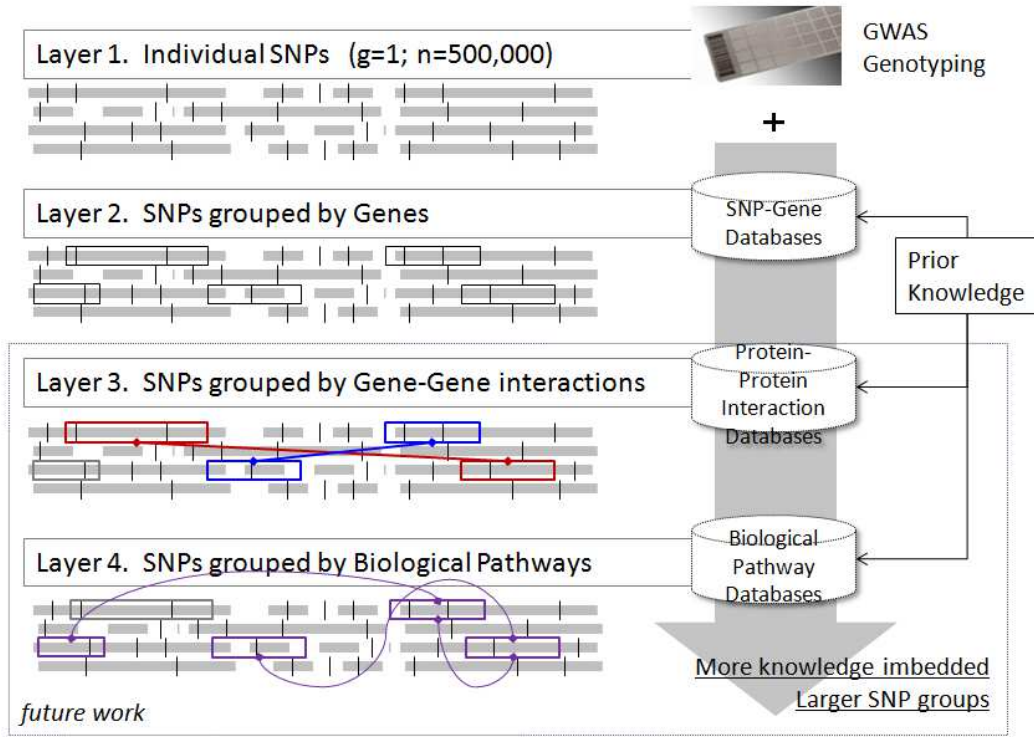 Layer 1. Individual SNPs (g=1; n=500,000)
GWAS
Genotyping
+
Layer 2. SNPs grouped by Genes
SNP-Gene
Databases
Prior
Knowledge
Layer 3. SNPs grouped by Gene-Gene interactions
Protein-
Protein
Interaction
Databases
Layer 4. SNPs grouped by Biological Pathways
Biological
Pathway
Databases
More knowledge imbedded
Larger SNP groups
future work